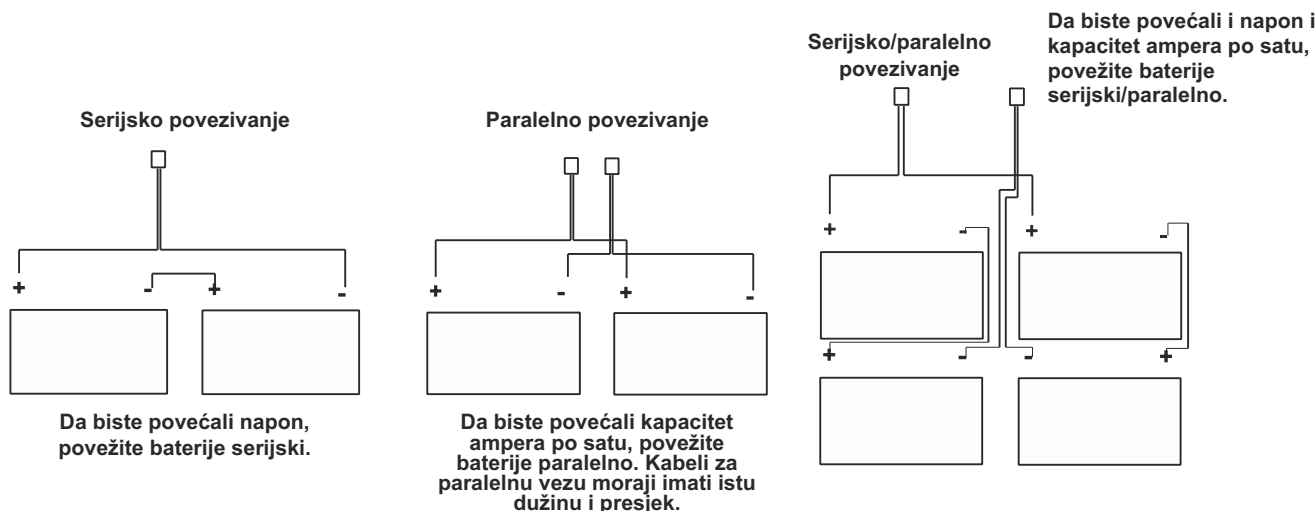 Serijsko povezivanje
+
-
+
-
Da biste povećali napon,
povežite baterije serijski.
Paralelno povezivanje
+
-
+
-
Da biste povećali kapacitet
ampera po satu, povežite
baterije paralelno. Kabeli za
paralelnu vezu moraji imati istu
dužinu i presjek.
Serijsko/paralelno
povezivanje
Da biste povećali i napon i
kapacitet ampera po satu,
povežite baterije
serijski/paralelno.
+
-
+
-
+
-
-
+